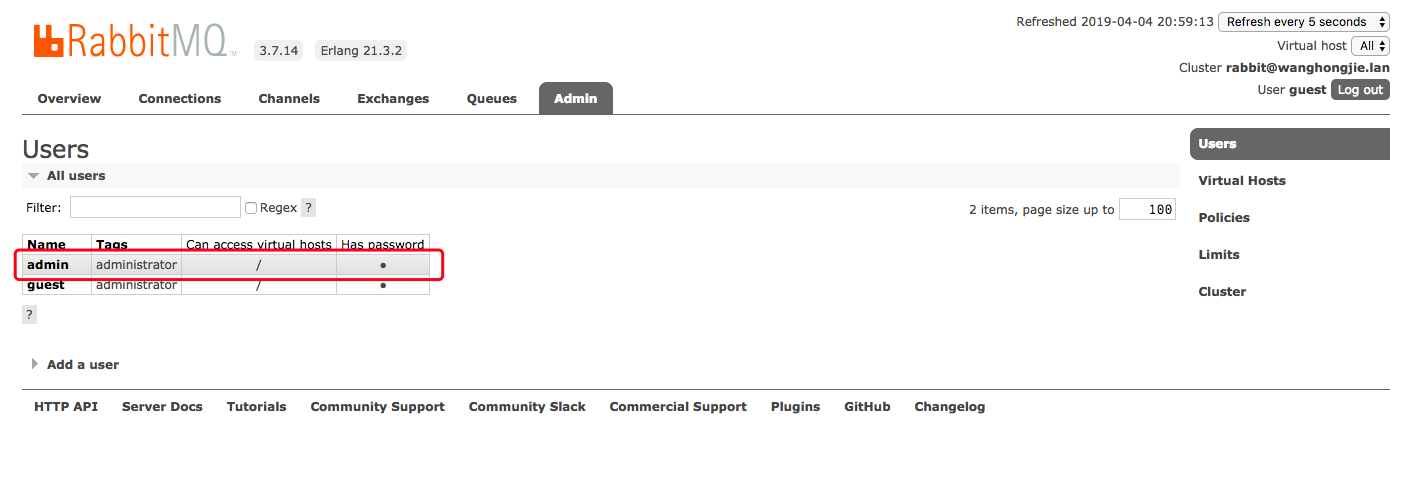 Refreshed 2019-04-04 20:59:13 Refresh every 5 seconds
RabbitMQ TM 3.7.14 Erlang 21.3.2
Virtual host All
Cluster rabbit@wanghongjie.lan
User guest Log out
Overview Connections Channels Exchanges Queues Admin
Users
All users
Filter: Regex ?
2 items, page size up to 100
Name Tags Can access virtual hosts Has password
admin administrator / •
guest administrator / •
?
Add a user
Users
Virtual Hosts
Policies
Limits
Cluster
HTTP API Server Docs Tutorials Community Support Community Slack Commercial Support Plugins GitHub Changelog